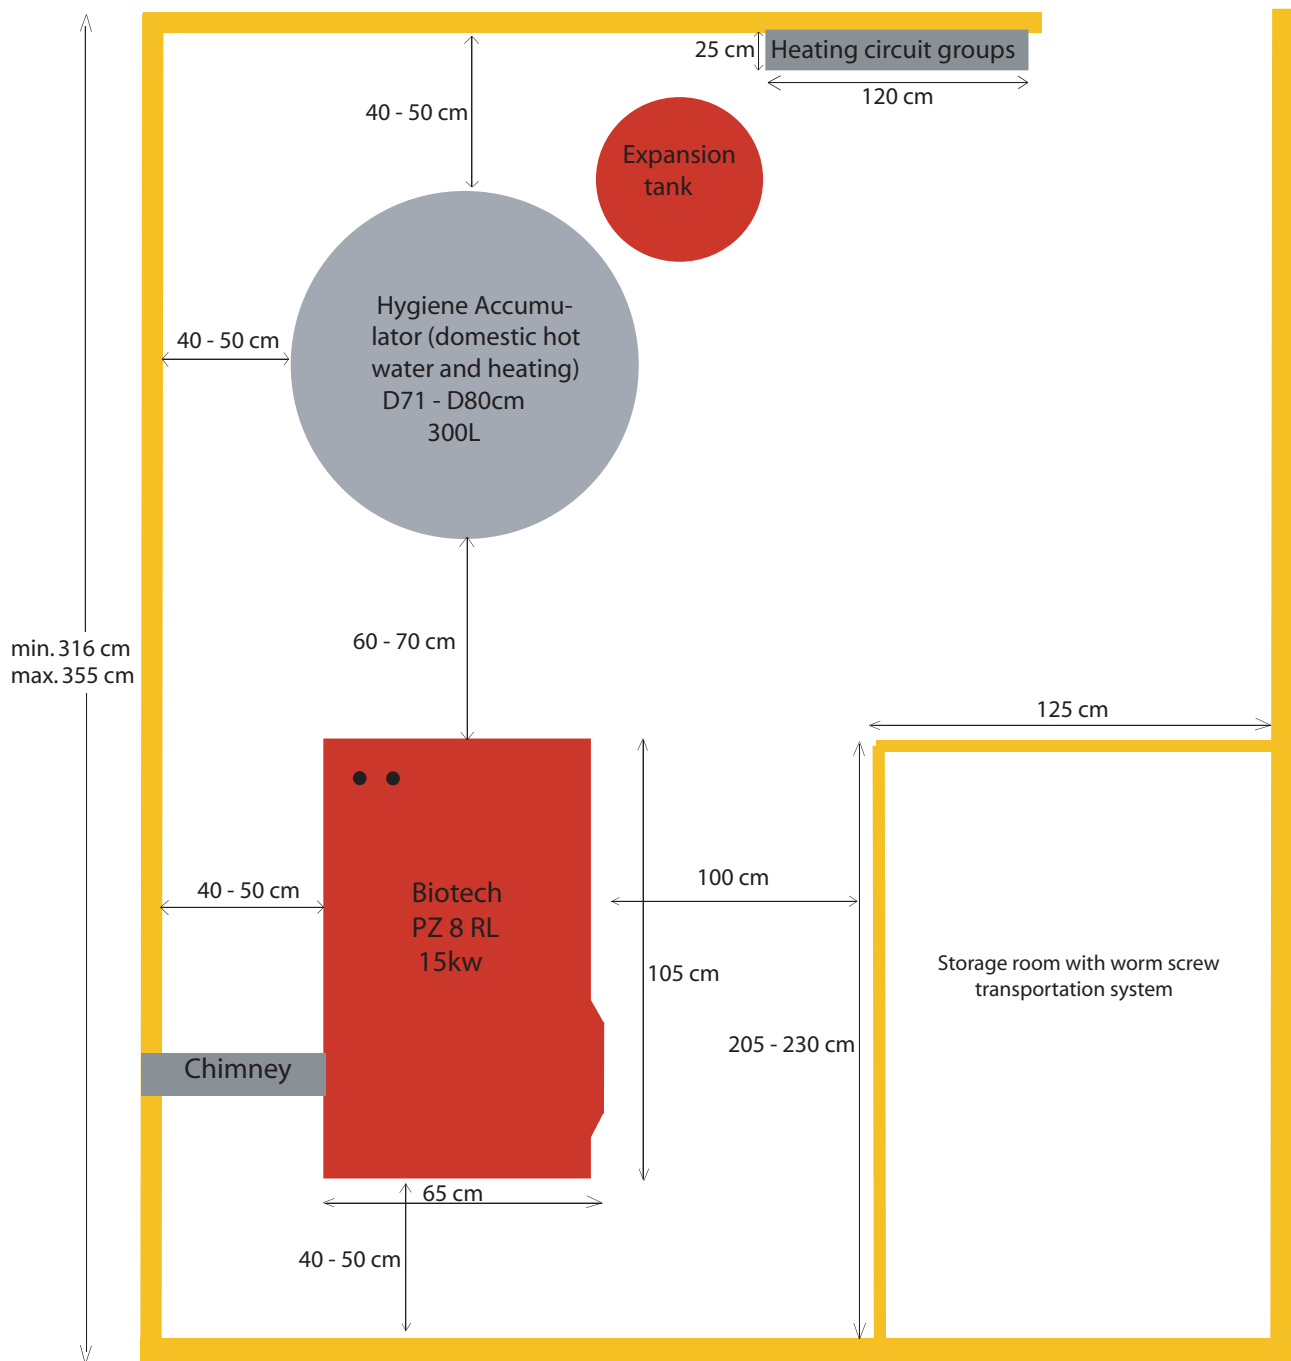 25 cm
Heating circuit groups
120 cm
40 - 50 cm
Expansion
tank
Hygiene Accumu-
lator (domestic hot
water and heating)
D71 - D80cm
300L
40 - 50 cm
60 - 70 cm
min. 316 cm
max. 355 cm
125 cm
40 - 50 cm
Biotech
PZ 8 RL
15kw
100 cm
105 cm
Storage room with worm screw
transportation system
205 - 230 cm
Chimney
65 cm
40 - 50 cm